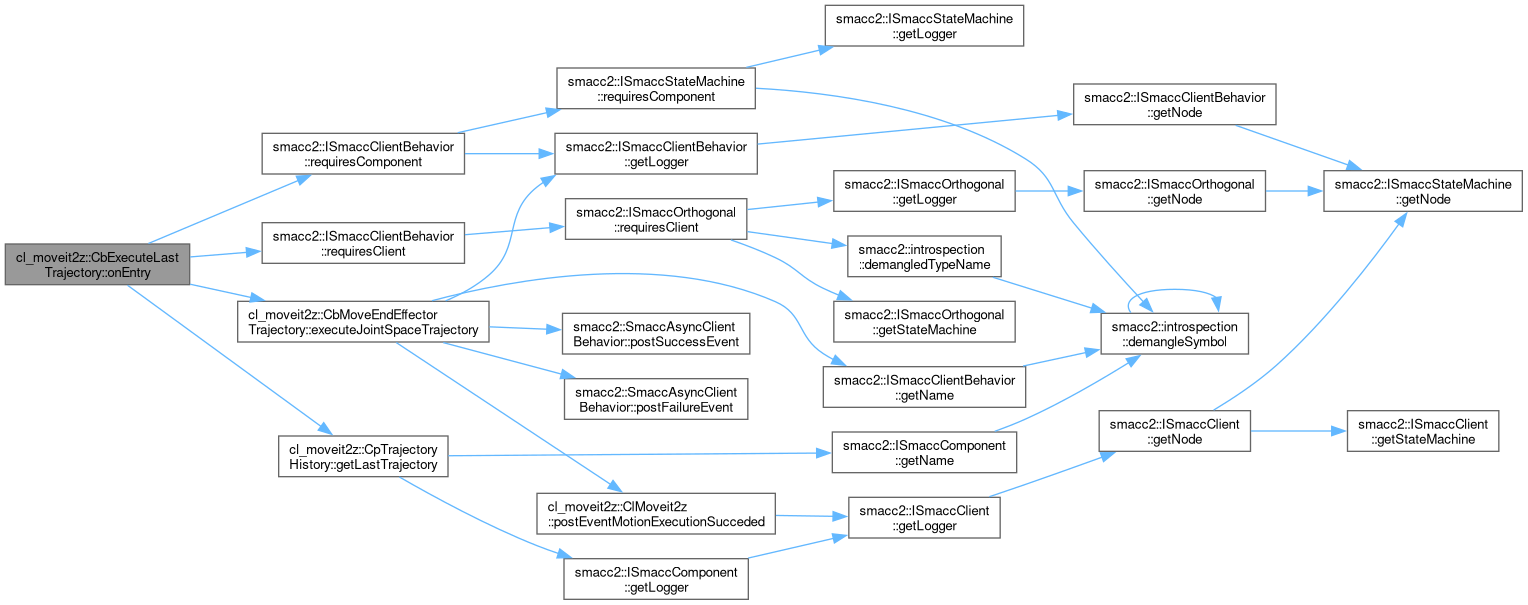 cl_moveit2z::CbExecuteLast
Trajectory::onEntry
smacc2::ISmaccClientBehavior
::requiresComponent
smacc2::ISmaccStateMachine
::requiresComponent
smacc2::ISmaccStateMachine
::getLogger
smacc2::ISmaccClientBehavior
::getLogger
smacc2::ISmaccClientBehavior
::getNode
smacc2::ISmaccStateMachine
::getNode
smacc2::ISmaccClientBehavior
::requiresClient
smacc2::ISmaccOrthogonal
::requiresClient
smacc2::ISmaccOrthogonal
::getLogger
smacc2::ISmaccOrthogonal
::getNode
smacc2::introspection
::demangledTypeName
smacc2::ISmaccOrthogonal
::getStateMachine
smacc2::introspection
::demangleSymbol
cl_moveit2z::CbMoveEndEffector
Trajectory::executeJointSpaceTrajectory
smacc2::SmaccAsyncClient
Behavior::postSuccessEvent
smacc2::SmaccAsyncClient
Behavior::postFailureEvent
smacc2::ISmaccClientBehavior
::getName
cl_moveit2z::CpTrajectory
History::getLastTrajectory
smacc2::ISmaccComponent
::getName
cl_moveit2z::ClMoveit2z
::postEventMotionExecutionSucceded
smacc2::ISmaccClient
::getLogger
smacc2::ISmaccClient
::getNode
smacc2::ISmaccClient
::getStateMachine
smacc2::ISmaccComponent
::getLogger